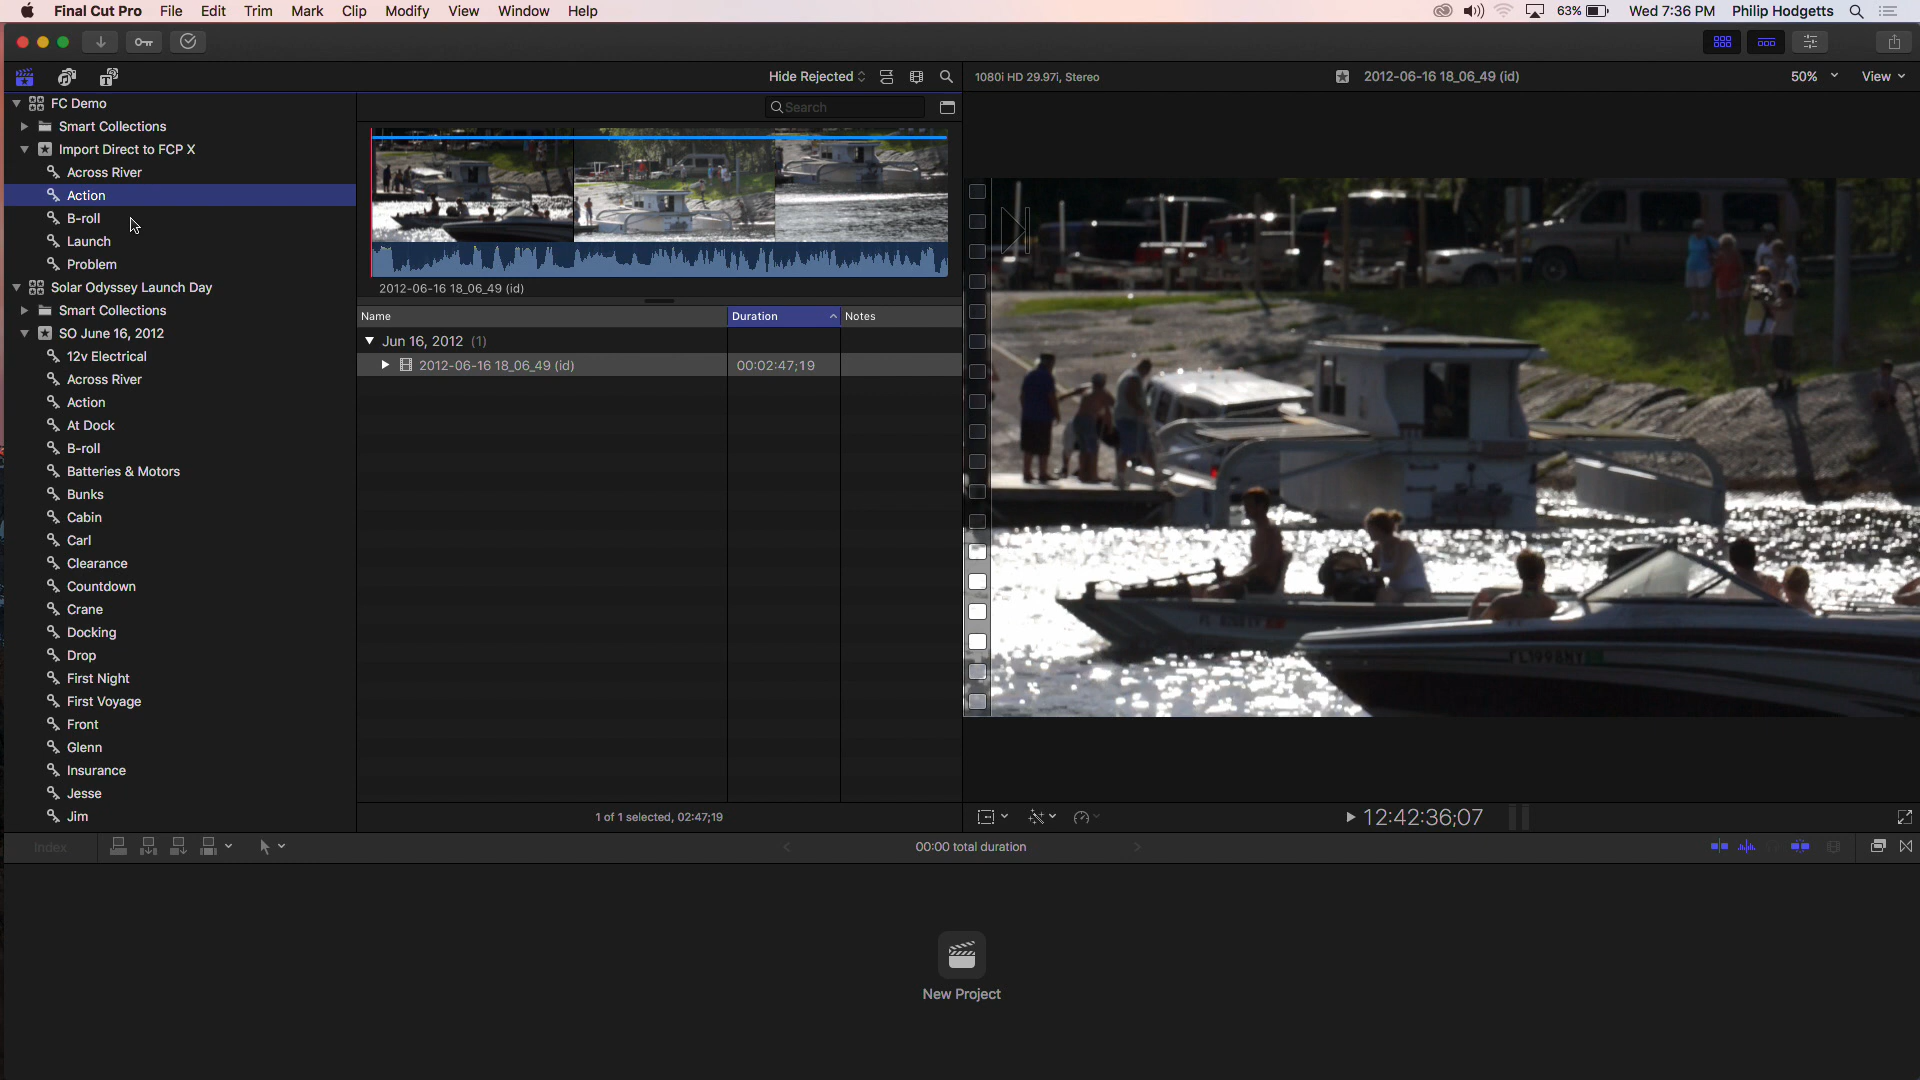 Final Cut Pro File Edit Trim Mark Clip Modify View Window Help 63% Wed 7:36 PM Philip Hodgetts
Hide Rejected 1080i HD 29.97i, Stereo 2012-06-16 18_06_49 (id) 50% View
FC Demo
Search
Smart Collections
Import Direct to FCP X
Across River
Action
B-roll
Launch
Problem
Solar Odyssey Launch Day
Smart Collections
SO June 16, 2012
12v Electrical
Across River
Action
At Dock
B-roll
Batteries & Motors
Bunks
Cabin
Carl
Clearance
Countdown
Crane
Docking
Drop
First Night
First Voyage
Front
Glenn
Insurance
Jesse
Jim
2012-06-16 18_06_49 (id)
Name Duration Notes
Jun 16, 2012 (1)
2012-06-16 18_06_49 (id) 00:02:47;19
1 of 1 selected, 02:47;19
12:42:36;07
Index 00:00 total duration
New Project